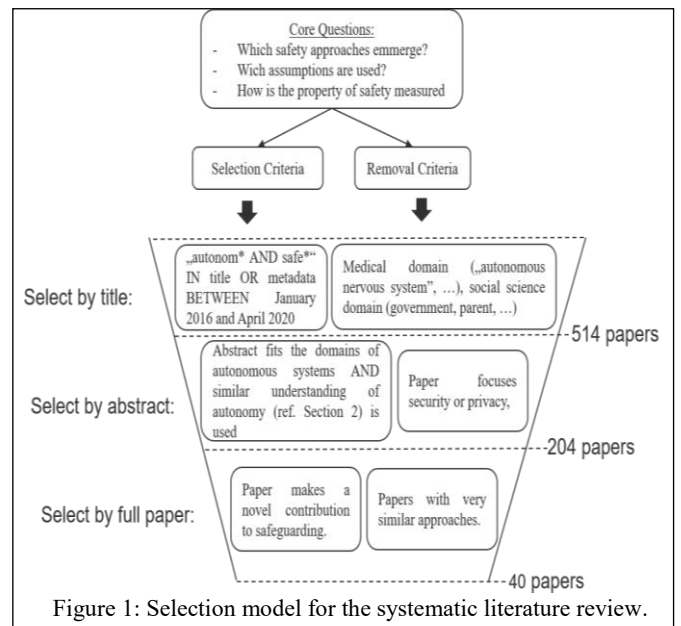 Core Questions:
- Which safety approaches emmerge?
- Wich assumptions are used?
- How is the property of safety measured
Selection Criteria
Removal Criteria
Select by title:
„autonom* AND safe*“
IN title OR metadata
BETWEEN January
2016 and April 2020
Medical domain („autonomous
nervous system”, ...), social science
domain (government, parent, ...)
514 papers
Select by abstract:
Abstract fits the domains of
autonomous systems AND
similar understanding of
autonomy (ref. Section 2) is
used
Paper focuses
security or privacy,
204 papers
Select by full paper:
Paper makes a
novel contribution
to safeguarding.
Papers with very
similar approaches.
40 papers
Figure 1: Selection model for the systematic literature review.